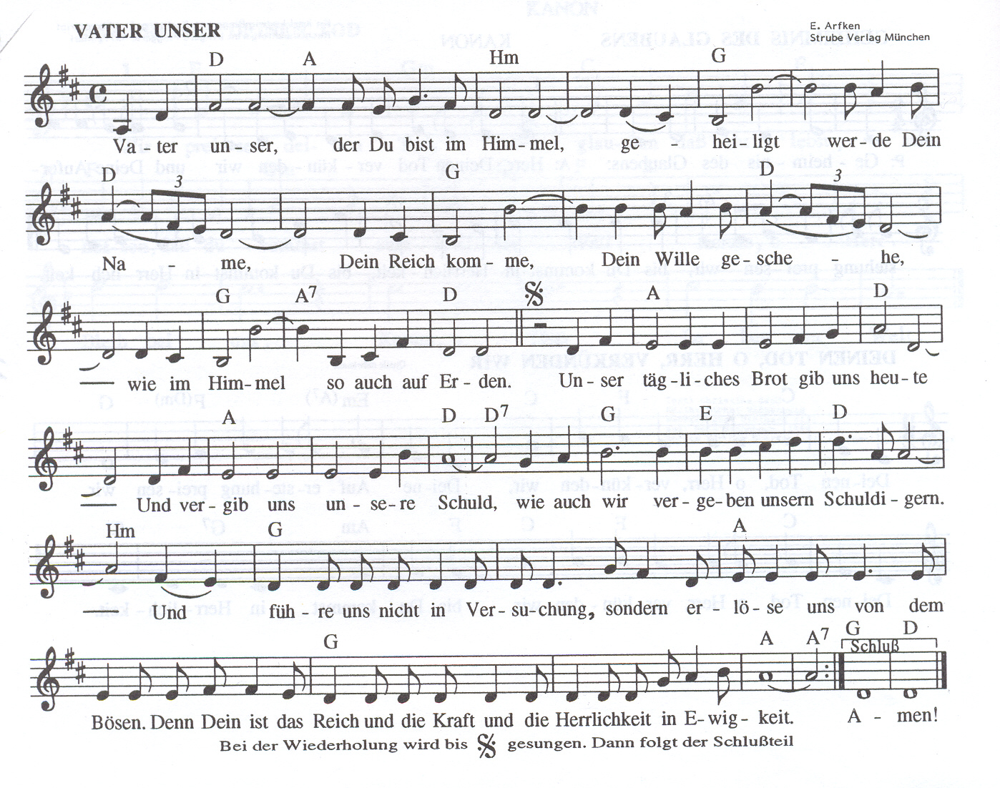 VATER UNSER
E. Arfken
Strube Verlag München
D A Hm G
Va - ter un - ser, der Du bist im Him - mel, ge hei - ligt wer - de Dein
D 3 G D 3
Na - me, Dein Reich kom - me, Dein Wille ge - sche - he,
G A7 D A D
wie im Him - mel so auch auf Er - den. Un - ser täg - li - ches Brot gib uns heu - te
A D D7 G E D
Und ver - gib uns un - se - re Schuld, wie auch wir ver - ge - ben unsern Schuldi - gern.
Hm G A
Und füh - re uns nicht in Ver - su - chung, sondern er - lö - se uns von dem
G A A7 G D
Schluß
Bösen. Denn Dein ist das Reich und die Kraft und die Herrlichkeit in E - wig - keit. A - men!
Bei der Wiederholung wird bis gesungen. Dann folgt der Schlußteil